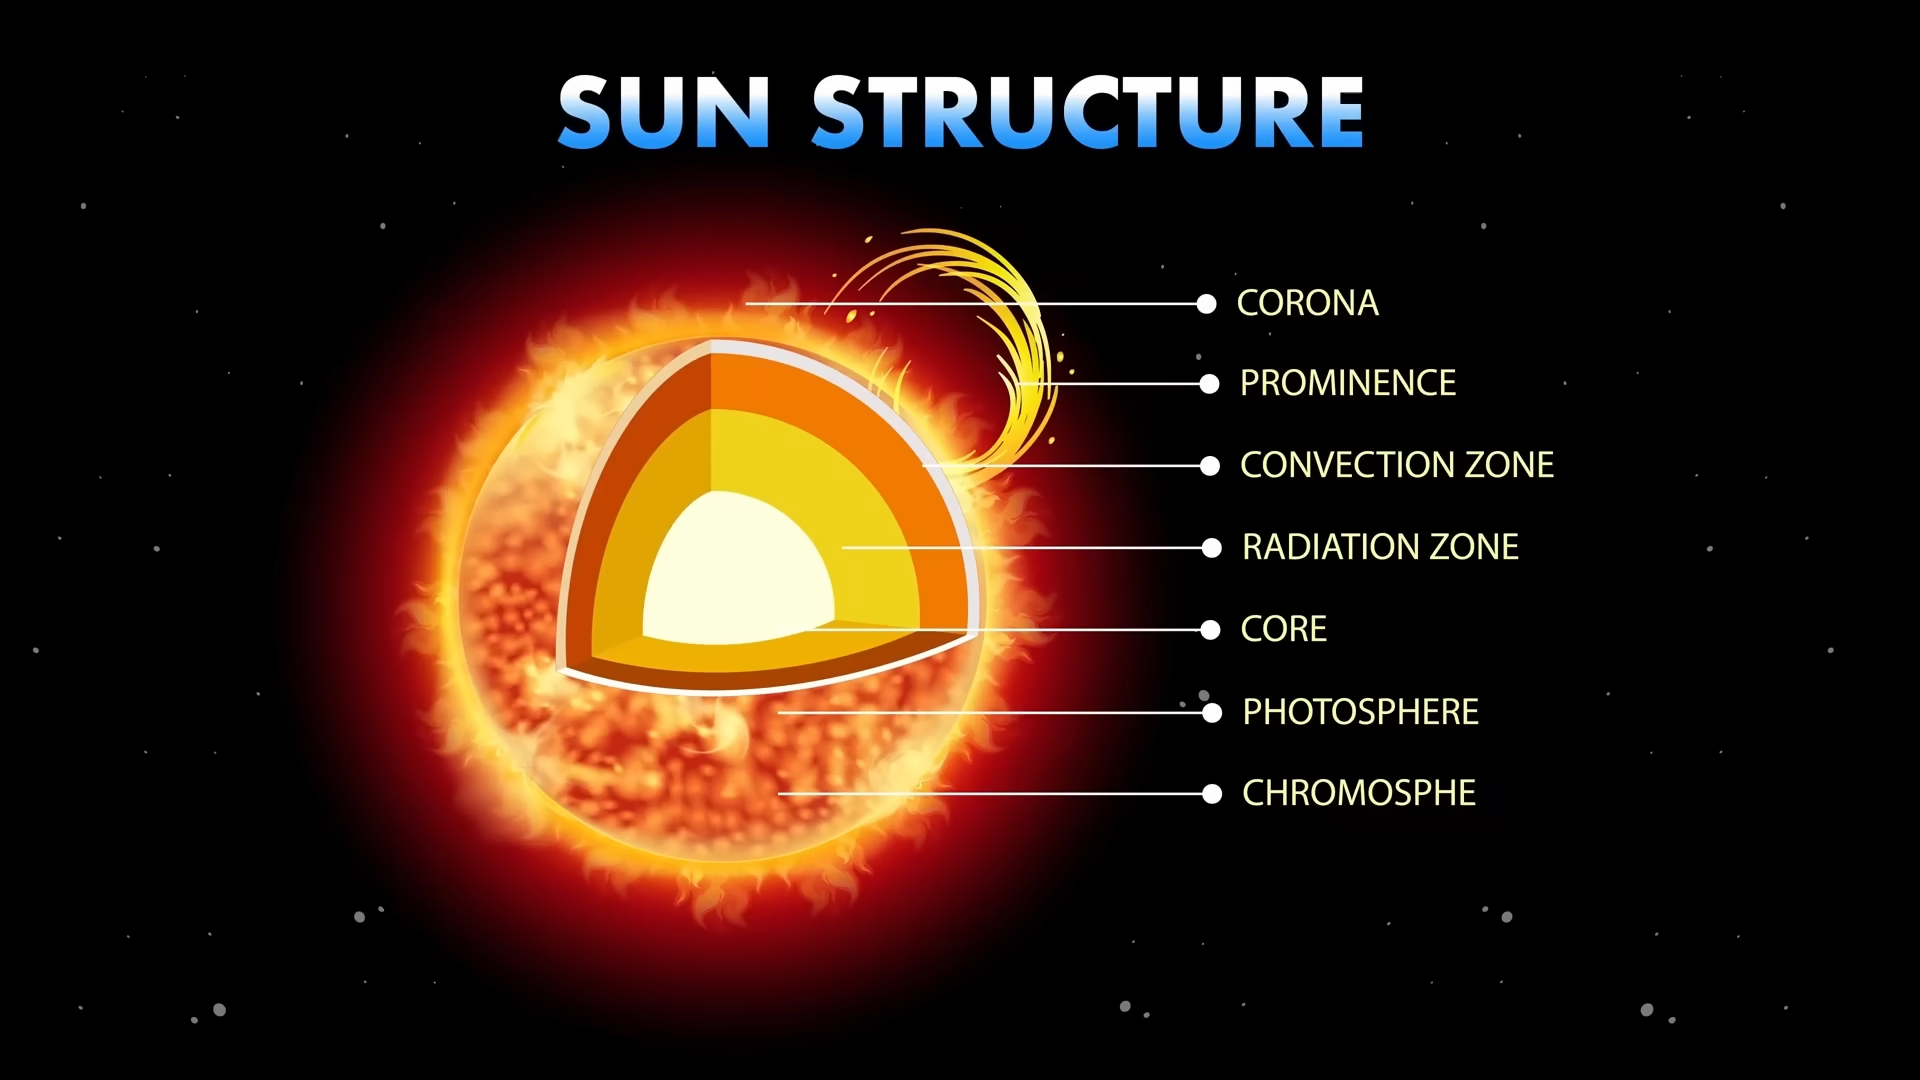 SUN STRUCTURE
CORONA
PROMINENCE
CONVECTION ZONE
RADIATION ZONE
CORE
PHOTOSPHERE
CHROMOSPHE